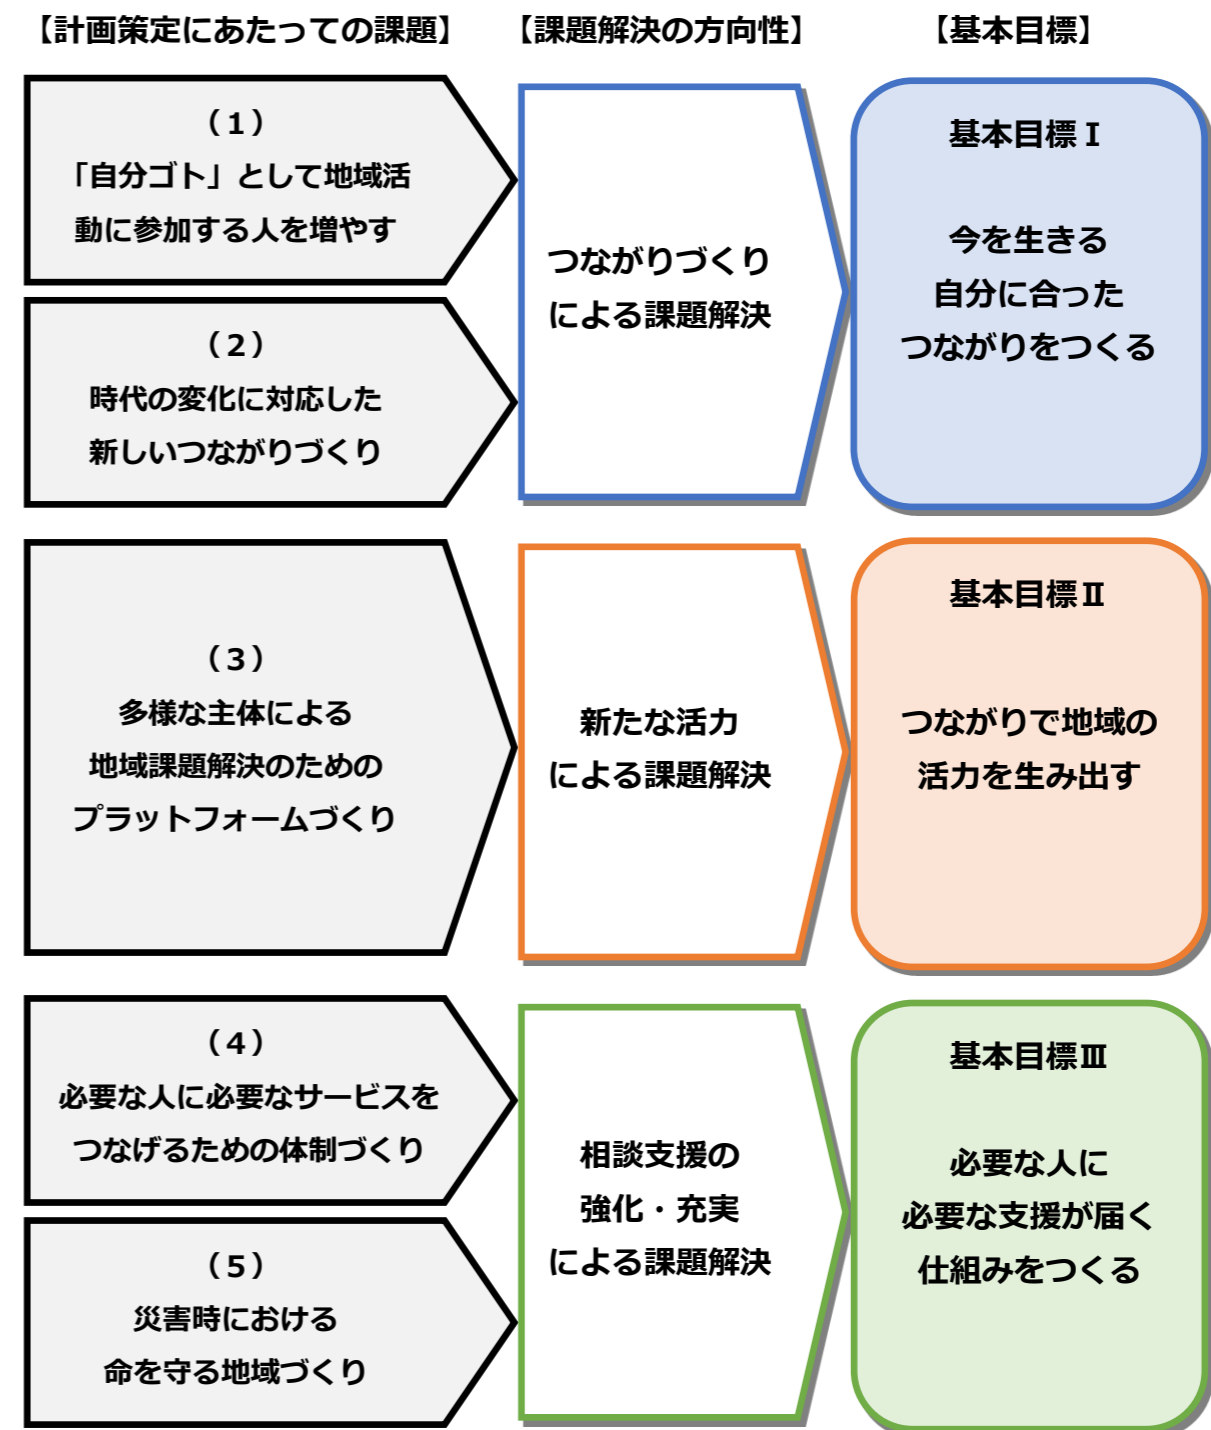 【計画策定にあたっての課題】
【課題解決の方向性】
【基本目標】
（１）
「自分ゴト」として地域活
動に参加する人を増やす
（２）
時代の変化に対応した
新しいつながりづくり
つながりづくり
による課題解決
基本目標Ⅰ
今を生きる
自分に合った
つながりをつくる
（３）
多様な主体による
地域課題解決のための
プラットフォームづくり
新たな活力
による課題解決
基本目標Ⅱ
つながりで地域の
活力を生み出す
（４）
必要な人に必要なサービスを
つなげるための体制づくり
（５）
災害時における
命を守る地域づくり
相談支援の
強化・充実
による課題解決
基本目標Ⅲ
必要な人に
必要な支援が届く
仕組みをつくる